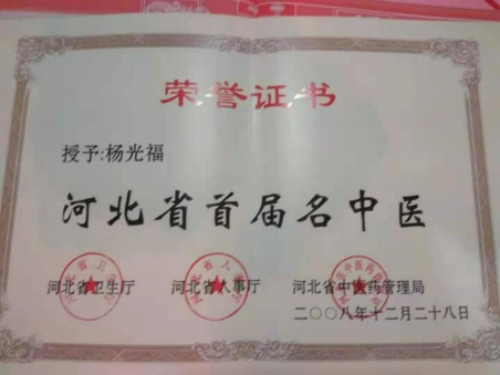 荣誉证书
授予:杨光福
河北省首届名中医
河北省卫生厅 河北省人事厅 河北省中医药管理局
二〇〇八年十二月二十八日